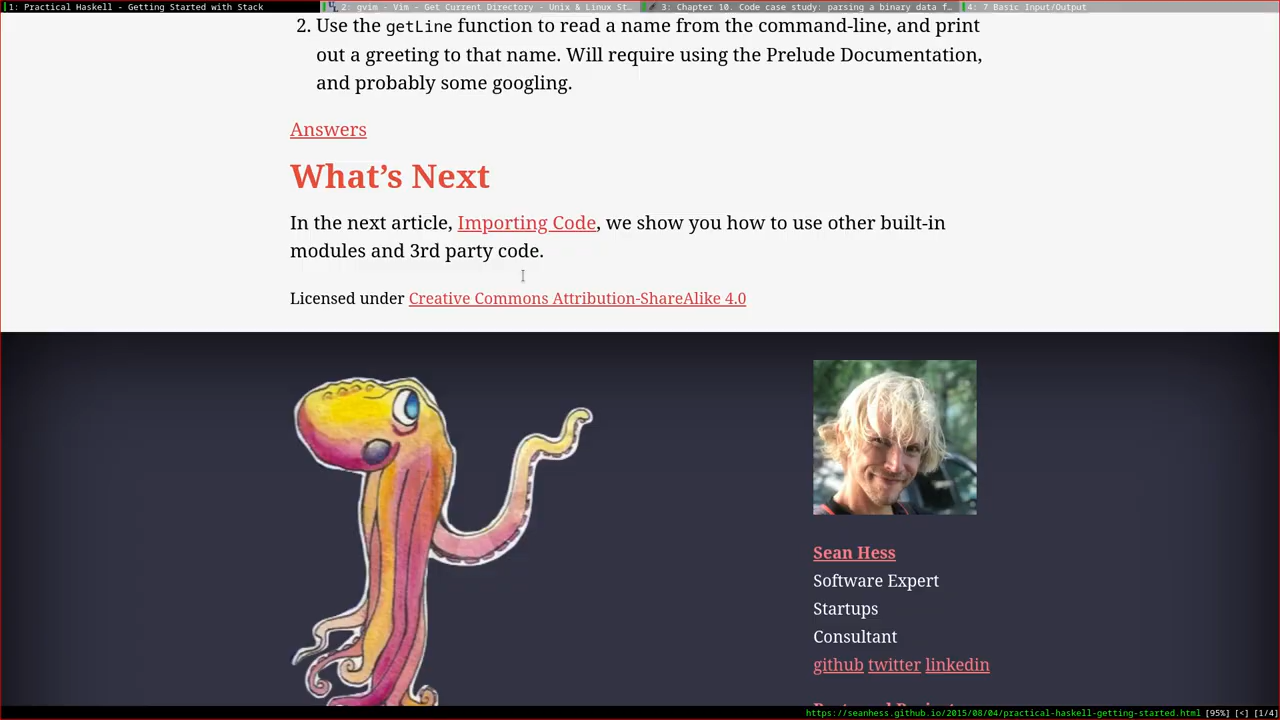 1: Practical Haskell - Getting Started with Stack
2: gvim - Vim - Get Current Directory - Unix & Linux St…
3: Chapter 10. Code case study: parsing a binary data f…
4: 7 Basic Input/Output
2. Use the getLine function to read a name from the command-line, and print
out a greeting to that name. Will require using the Prelude Documentation,
and probably some googling.
Answers
What's Next
In the next article, Importing Code, we show you how to use other built-in
modules and 3rd party code.
Licensed under Creative Commons Attribution-ShareAlike 4.0
Sean Hess
Software Expert
Startups
Consultant
github twitter linkedin
https://seanhess.github.io/2015/08/04/practical-haskell-getting-started.html [95%] [<] [1/4]